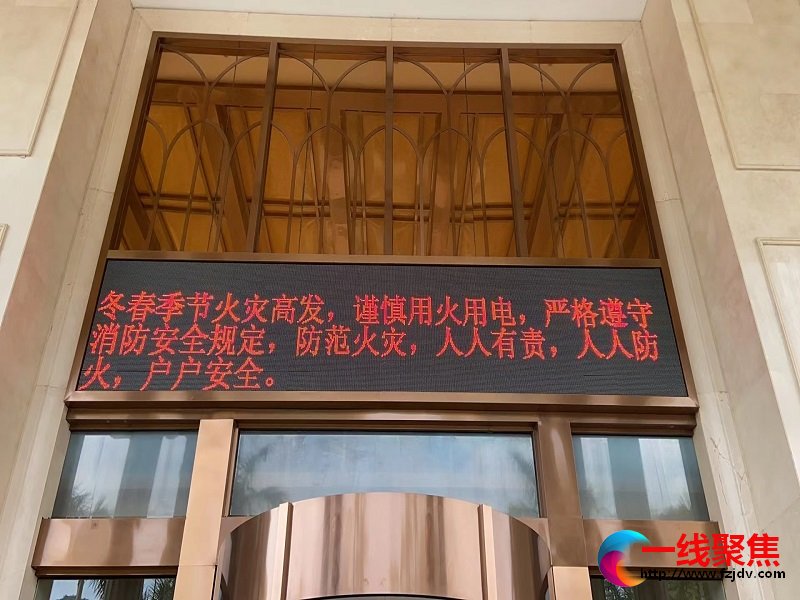 冬春季节火灾高发，谨慎用火用电，严格遵守
消防安全规定，防范火灾，人人有责，人人防
火，户户安全。
一线聚焦
http://www.fzjdv.com